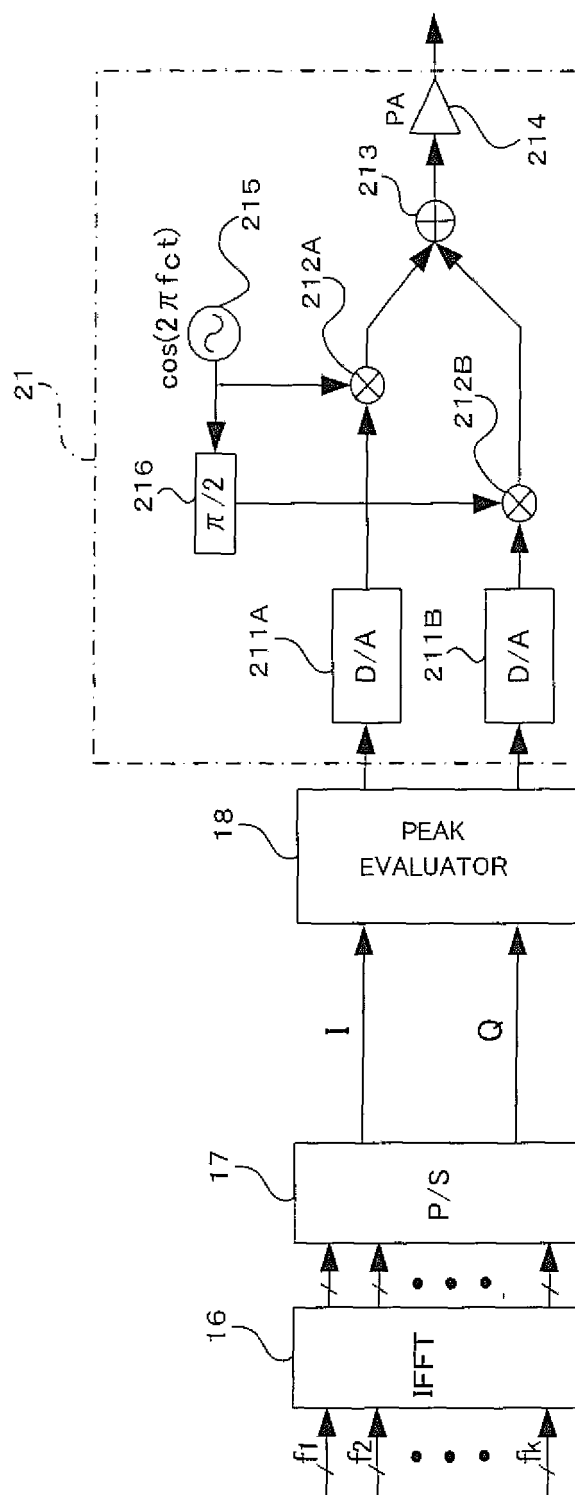 f1
f2
fk
16
IFFT
17
P/S
I
Q
18
PEAK
EVALUATOR
21
211A
D/A
211B
D/A
216
π/2
cos(2πfct)
215
212A
212B
213
PA
214